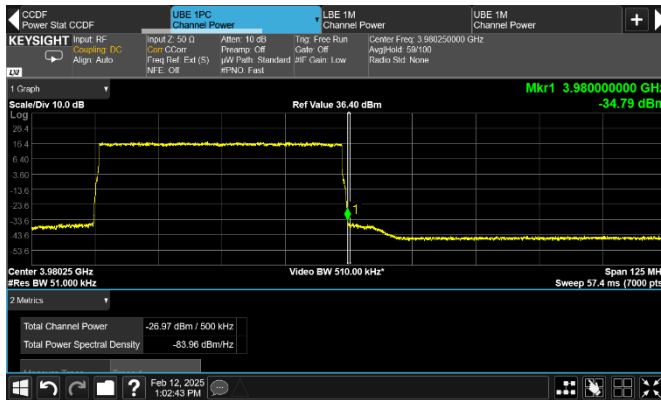 CCDF
Power Stat CCDF
UBE 1PC
Channel Power
LBE 1M
Channel Power
UBE 1M
Channel Power
KEYSIGHT
Input: RF
Coupling: DC
Align: Auto
Input Z: 50 Ω
Corr CCorr
Freq Ref: Ext (S)
NFE: Off
Atten: 10 dB
Preamp: Off
µW Path: Standard
#PNO: Fast
Trig: Free Run
Gate: Off
#IF Gain: Low
Center Freq: 3.980250000 GHz
Avg|Hold: 59/100
Radio Std: None
LXI
1 Graph
Mkr1 3.980000000 GHz
Scale/Div 10.0 dB
Ref Value 36.40 dBm
-34.79 dBm
Log
26.4
16.4
6.40
-3.60
-13.6
-23.6
-33.6
-43.6
-53.6
1
Center 3.98025 GHz
Video BW 510.00 kHz*
Span 125 MH
#Res BW 51.000 kHz
Sweep 57.4 ms (7000 pts
2 Metrics
Total Channel Power -26.97 dBm / 500 kHz
Total Power Spectral Density -83.96 dBm/Hz
Feb 12, 2025
1:02:43 PM